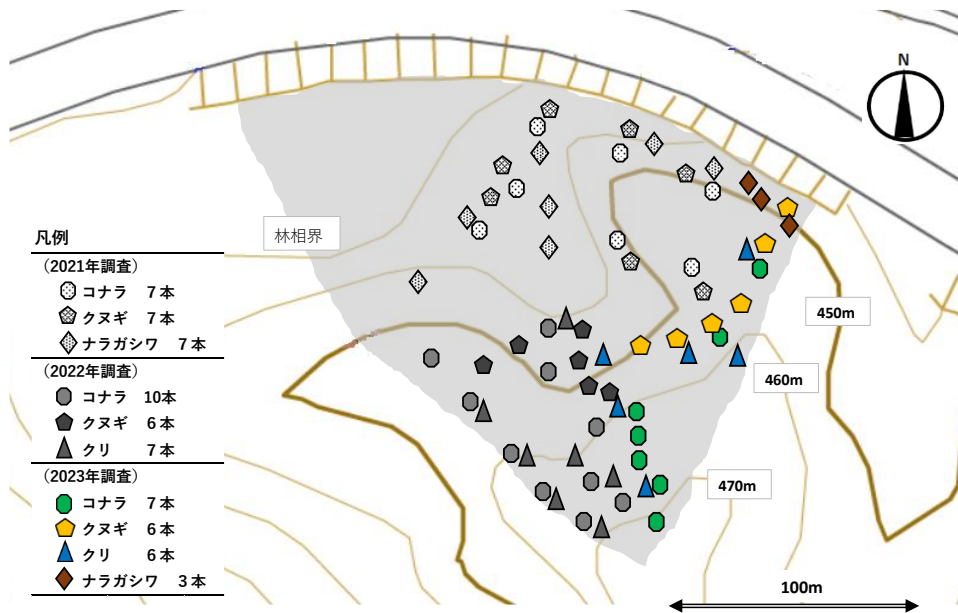 N
林相界
凡例
（2021年調査）
コナラ 7本
クヌギ 7本
ナラガシワ 7本
（2022年調査）
コナラ 10本
クヌギ 6本
クリ 7本
（2023年調査）
コナラ 7本
クヌギ 6本
クリ 6本
ナラガシワ 3本
450m
460m
470m
100m